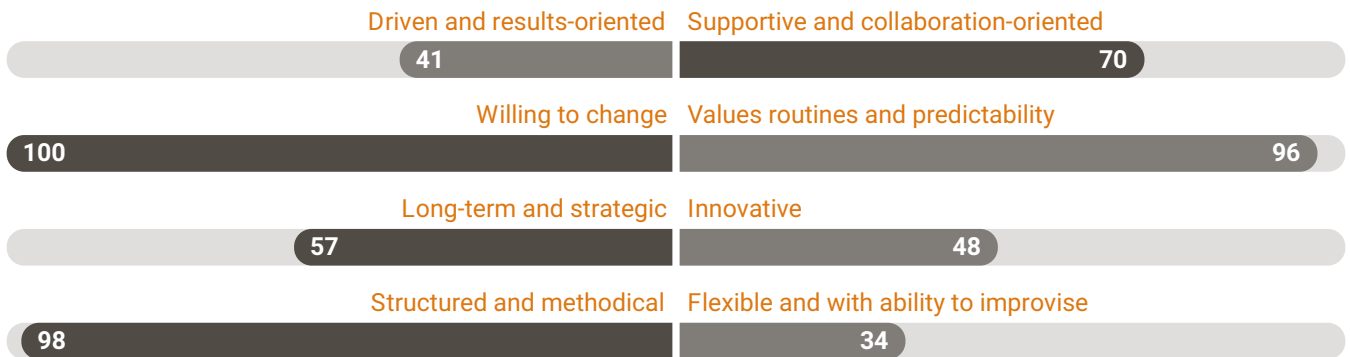 Driven and results-oriented Supportive and collaboration-oriented
41 70
Willing to change Values routines and predictability
100 96
Long-term and strategic Innovative
57 48
Structured and methodical Flexible and with ability to improvise
98 34